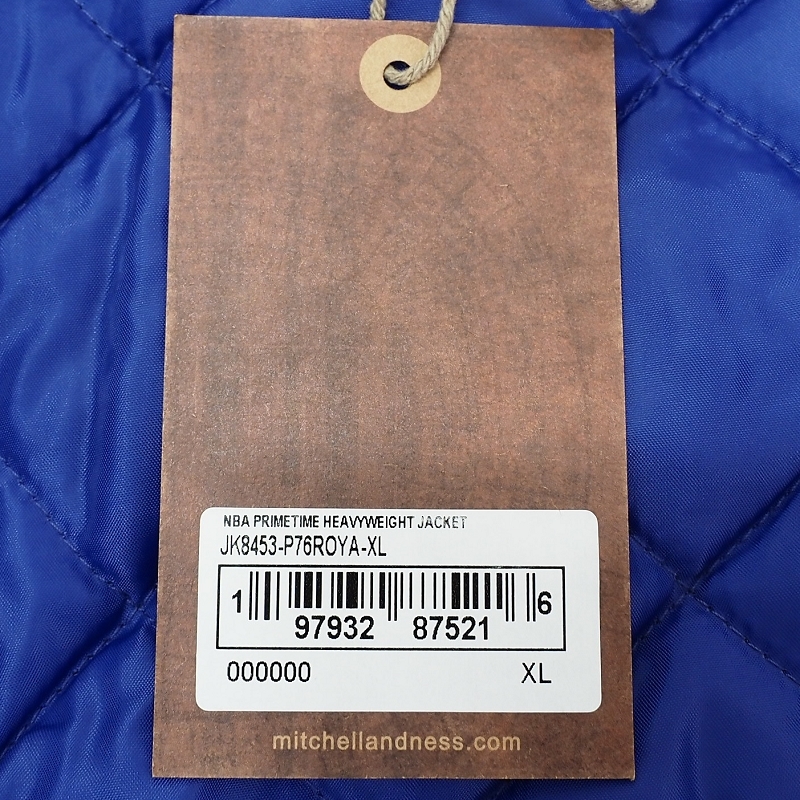 NBA PRIMETIME HEAVYWEIGHT JACKET
JK8453-P76ROYA-XL
1 97932 87521 6
000000 XL
mitchellandness.com